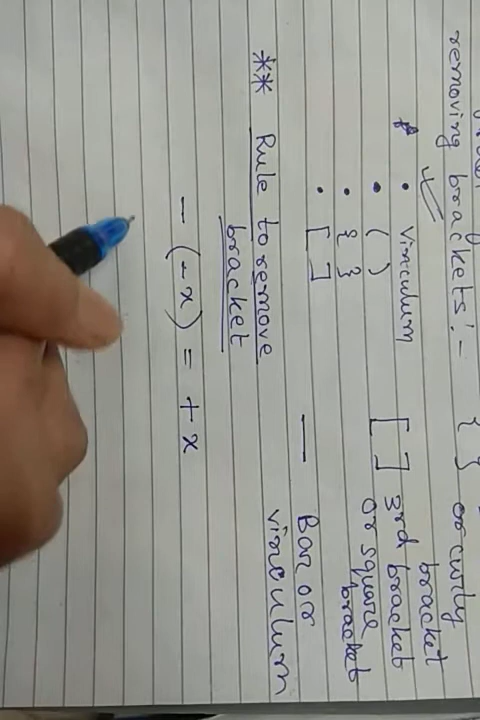 removing brackets:-
{ } or curly bracket
• Vinculum
• ( )
• { }
• [ ]
[ ] 3rd bracket
or square bracket
— Bar or
vinculum
** Rule to remove
bracket
- (-x) = + x